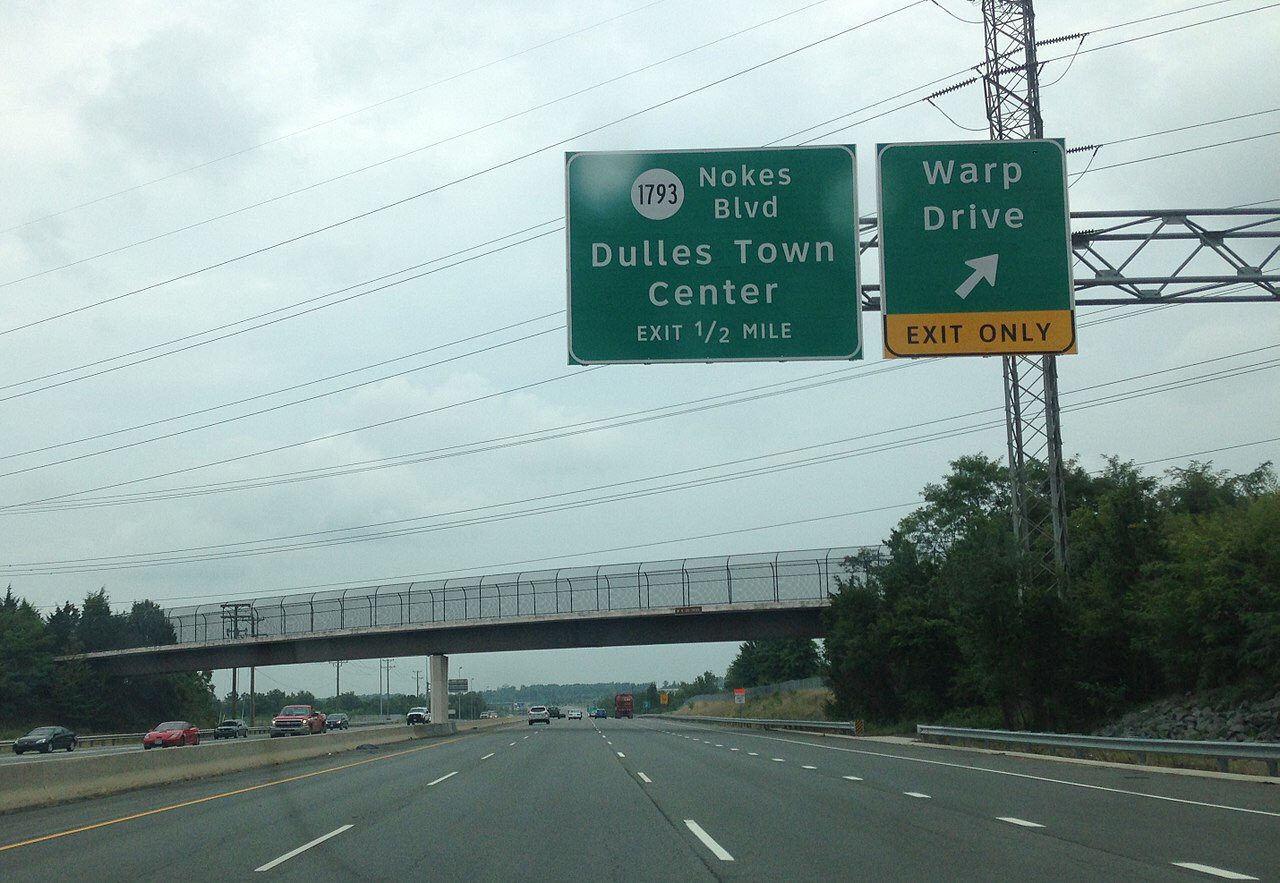 1793 Nokes
Blvd
Dulles Town
Center
EXIT 1/2 MILE
Warp
Drive
EXIT ONLY